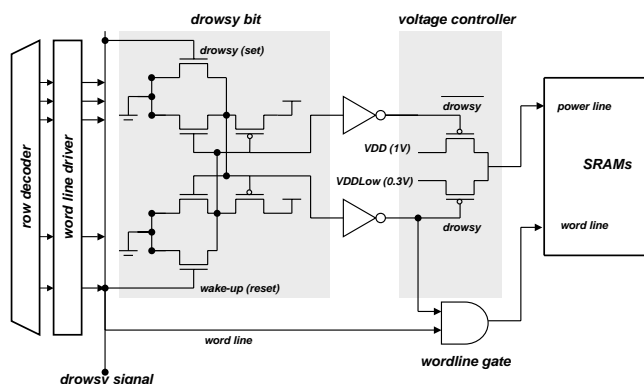 drowsy bit
voltage controller
drowsy (set)
drowsy
power line
VDD (1V)
SRAMs
VDDLow (0.3V)
row decoder
word line driver
word line
drowsy
wake-up (reset)
word line
wordline gate
drowsy signal